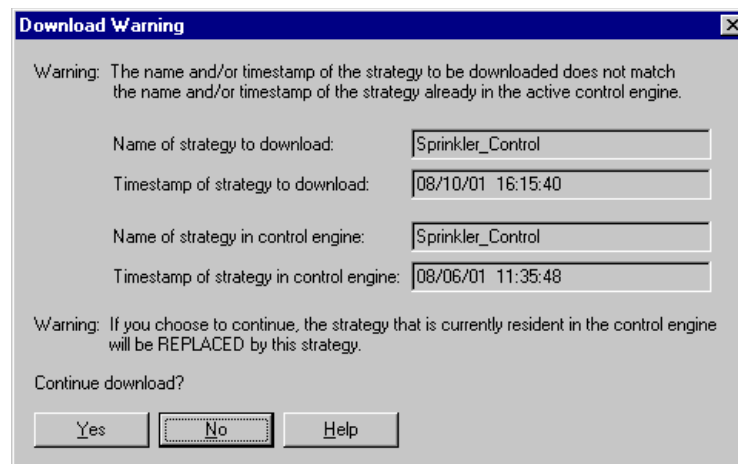 Download Warning
Warning: The name and/or timestamp of the strategy to be downloaded does not match
the name and/or timestamp of the strategy already in the active control engine.
Name of strategy to download: Sprinkler_Control
Timestamp of strategy to download: 08/10/01 16:15:40
Name of strategy in control engine: Sprinkler_Control
Timestamp of strategy in control engine: 08/06/01 11:35:48
Warning: If you choose to continue, the strategy that is currently resident in the control engine
will be REPLACED by this strategy.
Continue download?
Yes No Help